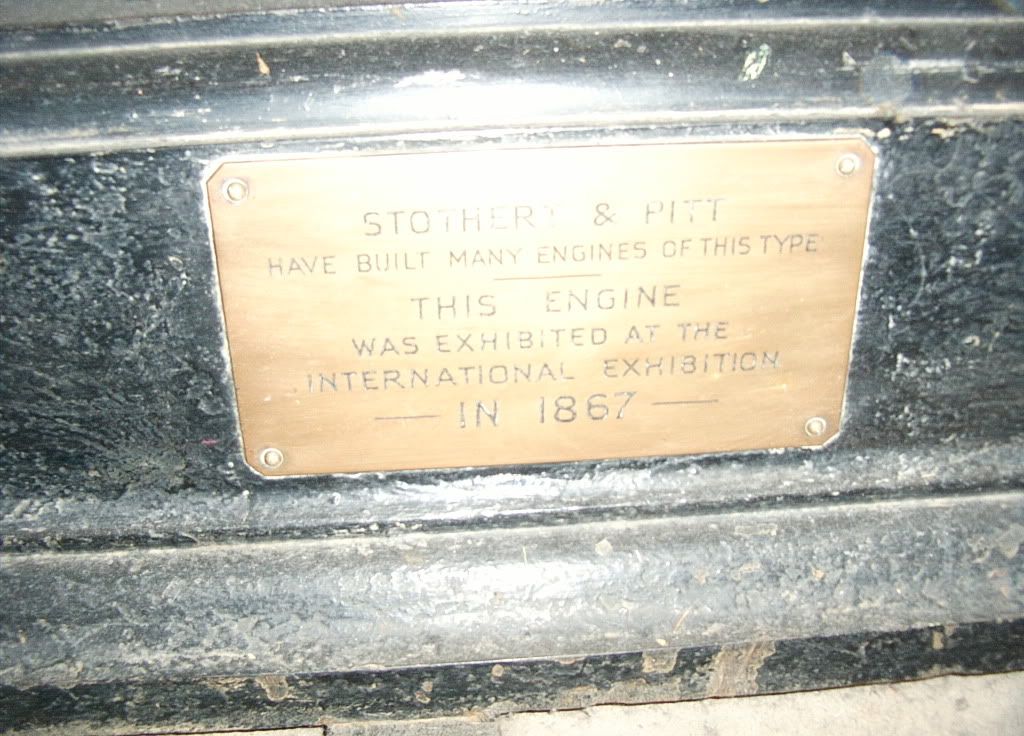 STOTHERT & PITT
HAVE BUILT MANY ENGINES OF THIS TYPE
THIS ENGINE
WAS EXHIBITED AT THE
INTERNATIONAL EXHIBITION
— IN 1867 —